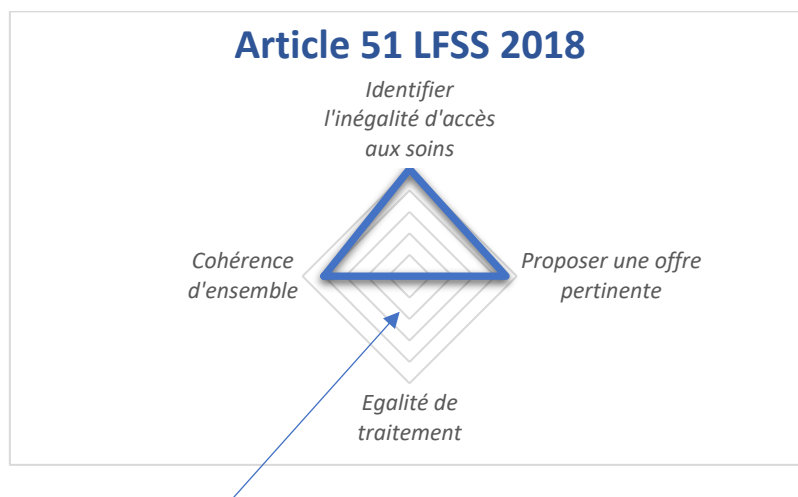 Article 51 LFSS 2018
Identifier
l'inégalité d'accès
aux soins
Cohérence
d'ensemble
Proposer une offre
pertinente
Egalité de
traitement